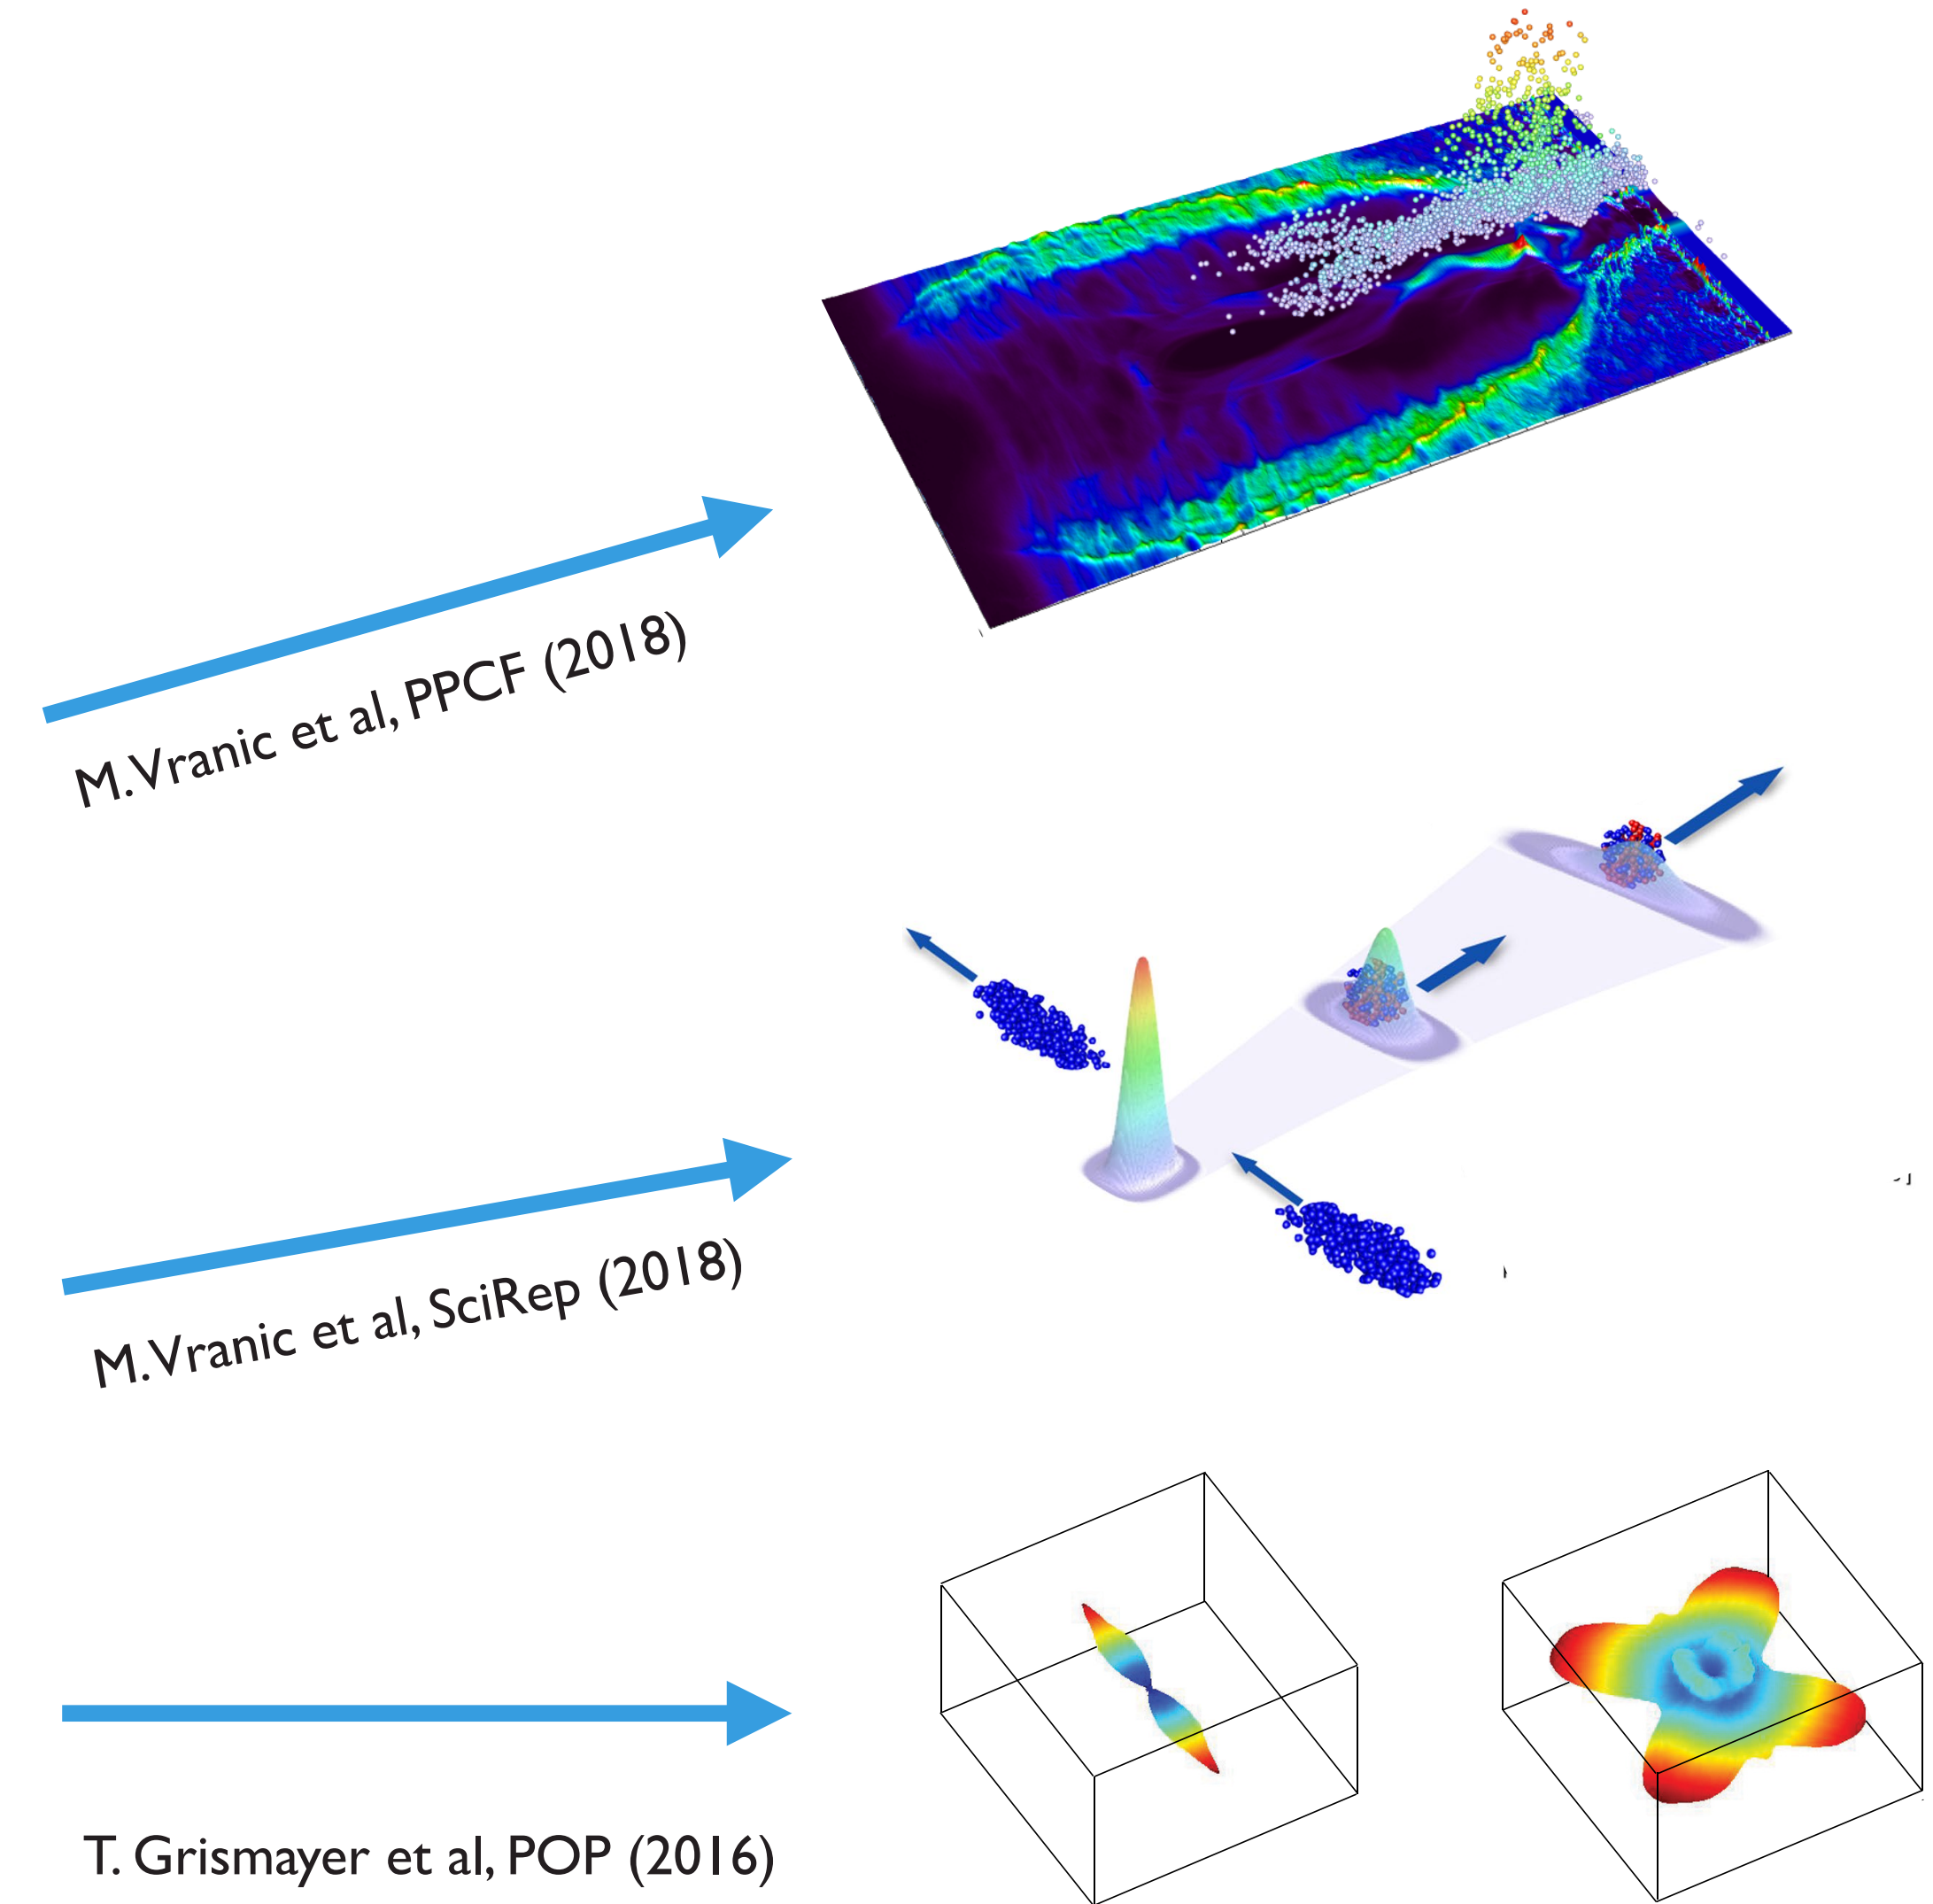 M. Vranic et al, PPCF (2018)
M. Vranic et al, SciRep (2018)
T. Grismayer et al, POP (2016)